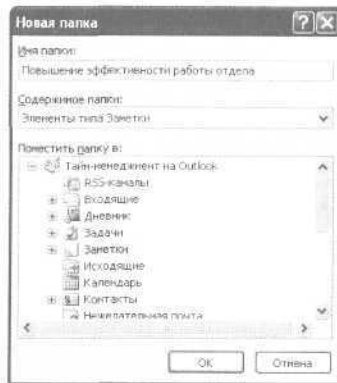 Новая папка
Имя папки:
Повышение эффективности работы отдела
Содержимое папки:
Элементы типа Заметки
Поместить папку в:
Тайм-менеджмент на Outlook
RSS-каналы
Входящие
Дневник
Задачи
Заметки
Исходящие
Календарь
Контакты
Нежелательная почта
ОК
Отмена